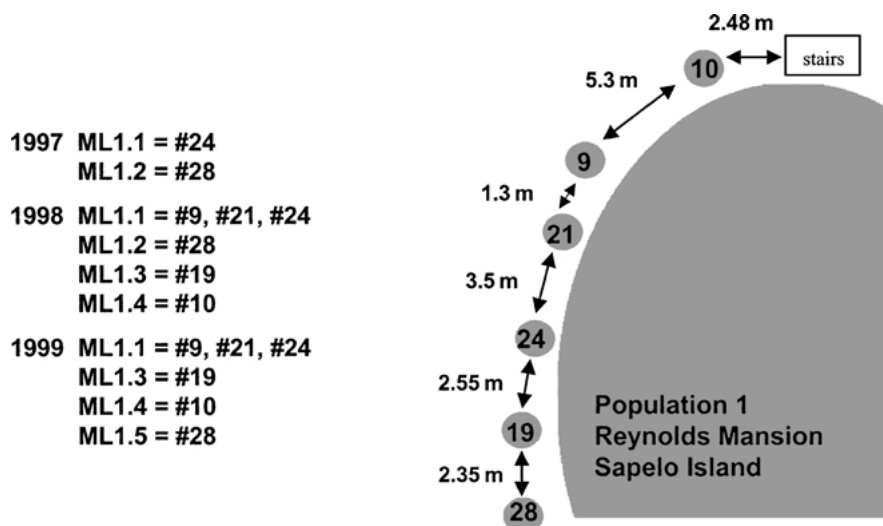 1997 ML1.1 = #24
ML1.2 = #28
1998 ML1.1 = #9, #21, #24
ML1.2 = #28
ML1.3 = #19
ML1.4 = #10
1999 ML1.1 = #9, #21, #24
ML1.3 = #19
ML1.4 = #10
ML1.5 = #28
2.48 m
stairs
10
5.3 m
9
1.3 m
21
3.5 m
24
2.55 m
19
2.35 m
28
Population 1
Reynolds Mansion
Sapelo Island